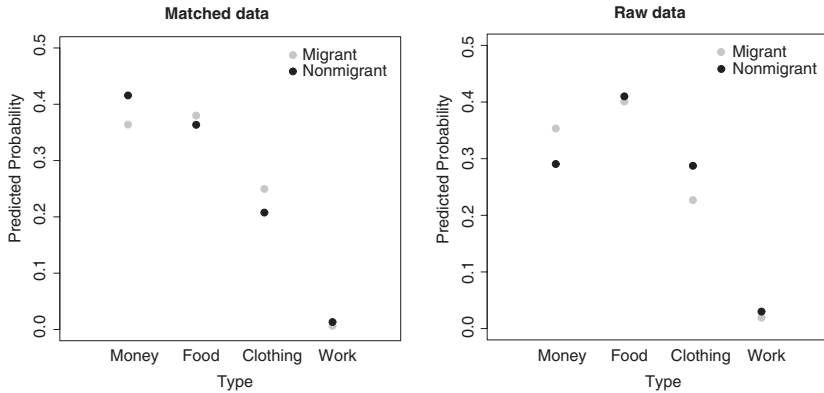 Matched data
Predicted Probability
0.5
0.4
0.3
0.2
0.1
0.0
Migrant
Nonmigrant
Money Food Clothing Work
Type
Raw data
Predicted Probability
0.5
0.4
0.3
0.2
0.1
0.0
Migrant
Nonmigrant
Money Food Clothing Work
Type